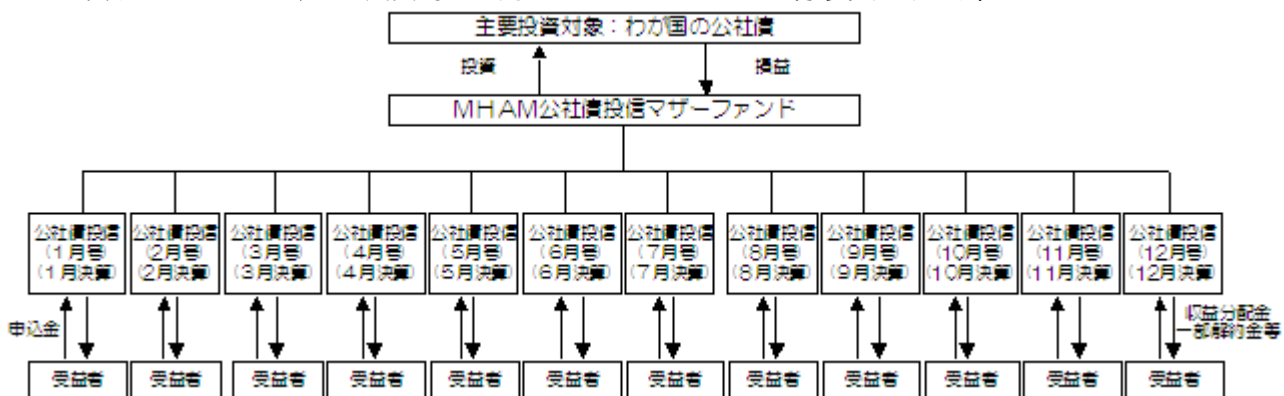 主要投資対象：わが国の公社債
投資
損益
MHAM公社債投信マザーファンド
公社債投信
(1月号)
(1月決算)
公社債投信
(2月号)
(2月決算)
公社債投信
(3月号)
(3月決算)
公社債投信
(4月号)
(4月決算)
公社債投信
(5月号)
(5月決算)
公社債投信
(6月号)
(6月決算)
公社債投信
(7月号)
(7月決算)
公社債投信
(8月号)
(8月決算)
公社債投信
(9月号)
(9月決算)
公社債投信
(10月号)
(10月決算)
公社債投信
(11月号)
(11月決算)
公社債投信
(12月号)
(12月決算)
申込金
収益分配金
一部解約金等
受益者
受益者
受益者
受益者
受益者
受益者
受益者
受益者
受益者
受益者
受益者
受益者